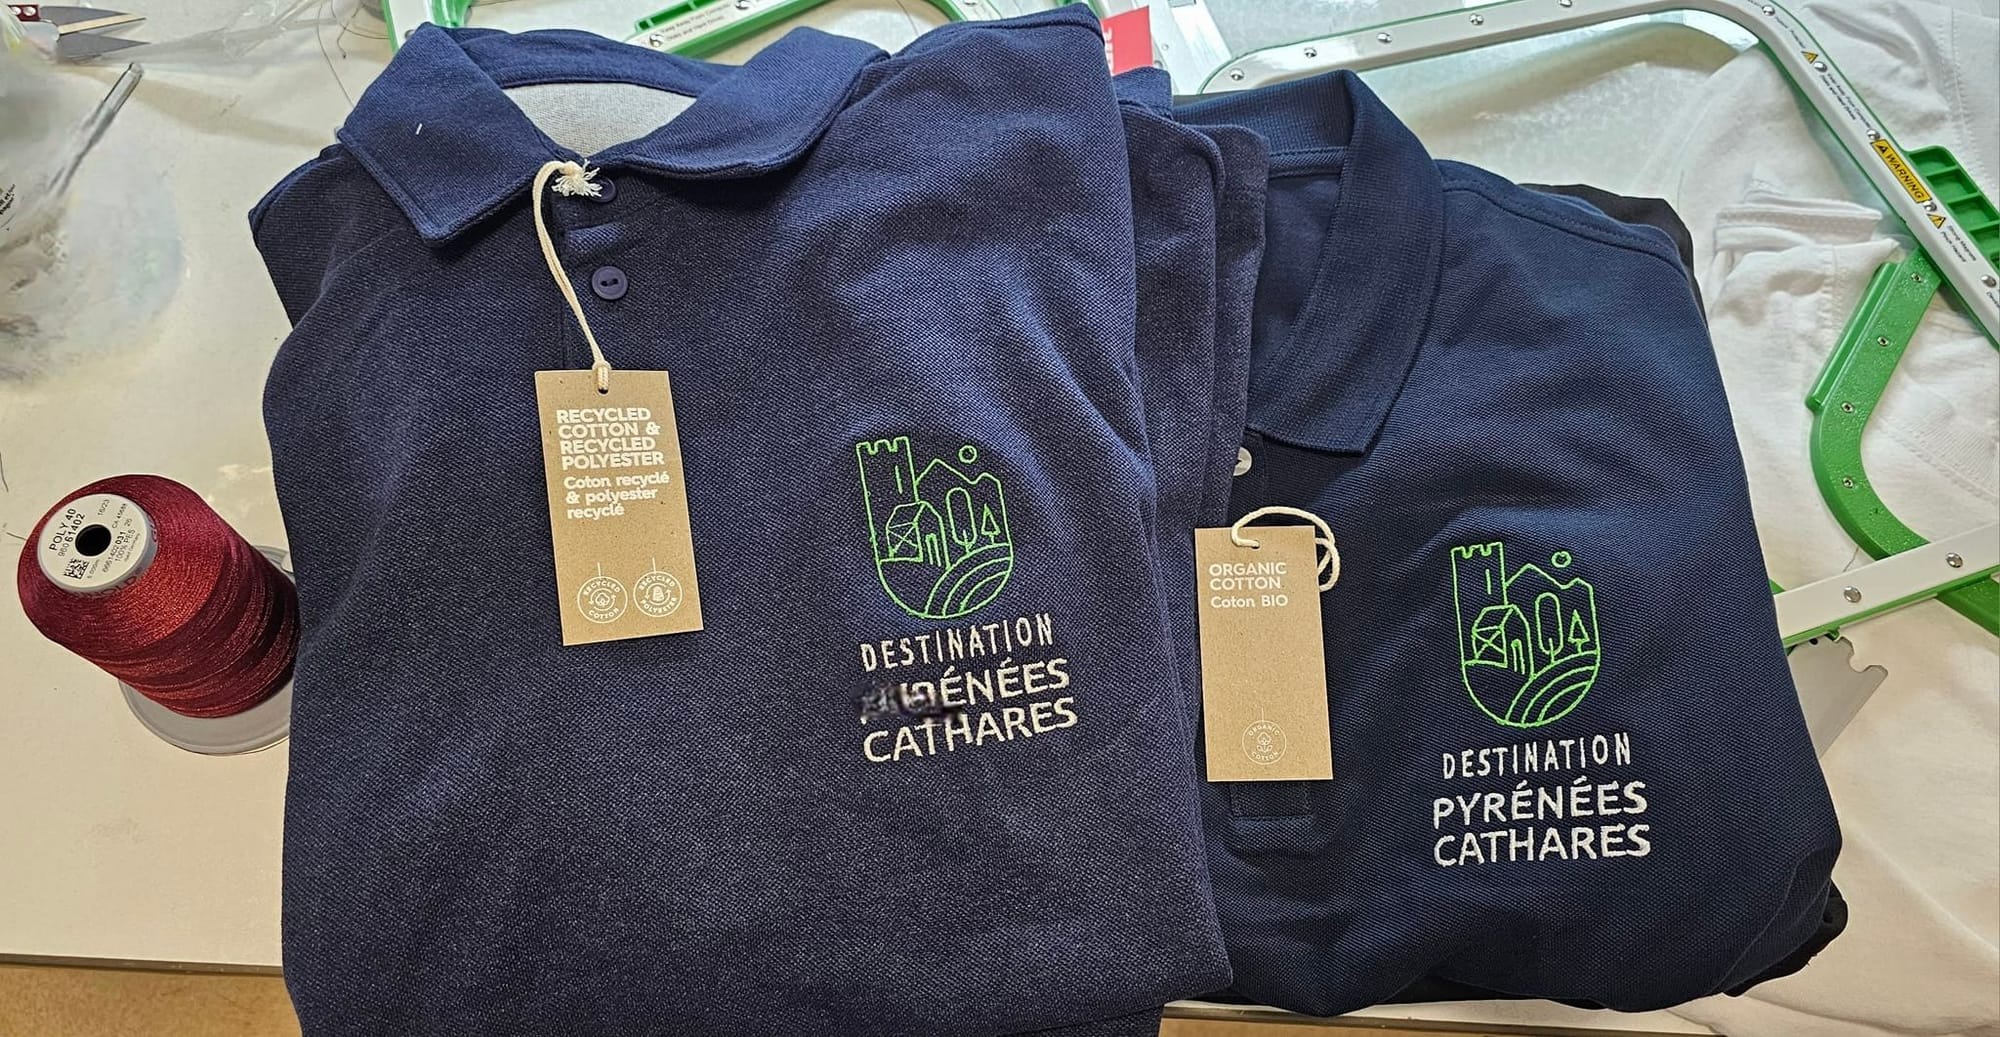 RECYCLED
COTTON &
RECYCLED
POLYESTER
Coton recyclé
& polyester
recyclé
RECYCLED
COTTON
RECYCLED
POLYESTER
DESTINATION
CATHARES
ORGANIC
COTTON
Coton BIO
ORGANIC
COTTON
DESTINATION
PYRÉNÉES
CATHARES
POLY 40
WARNING